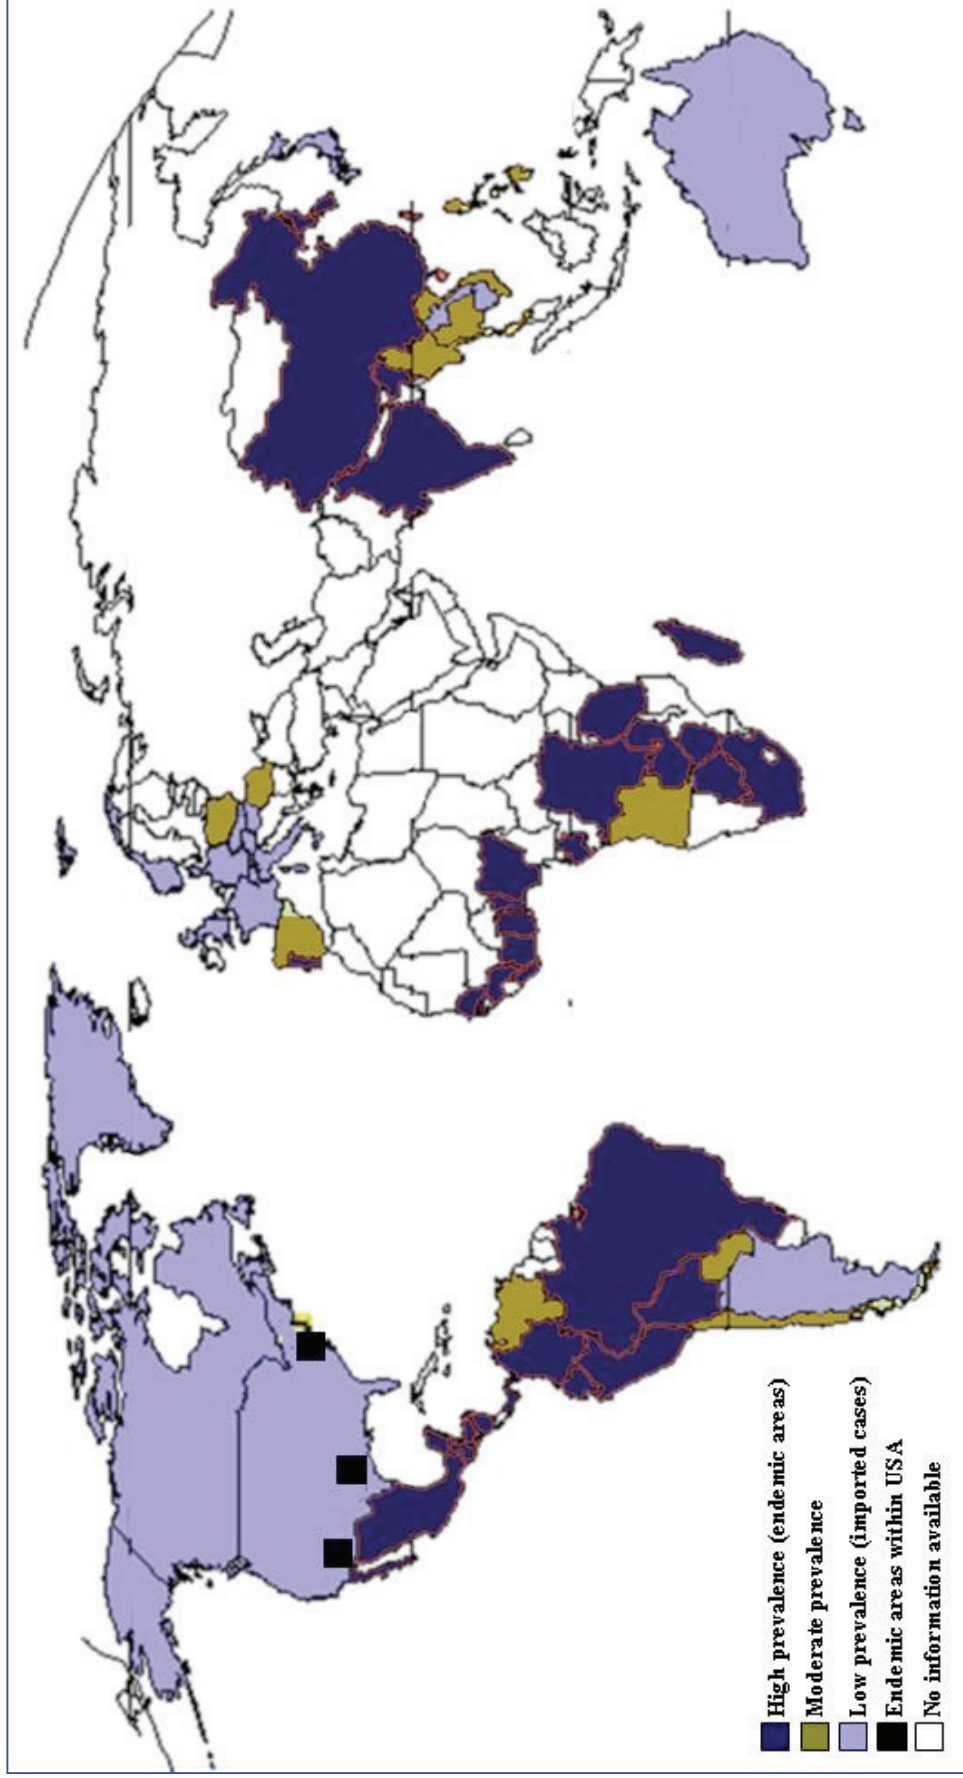 High prevalence (endemic areas)
Moderate prevalence
Low prevalence (imported cases)
Endemic areas within USA
No information available